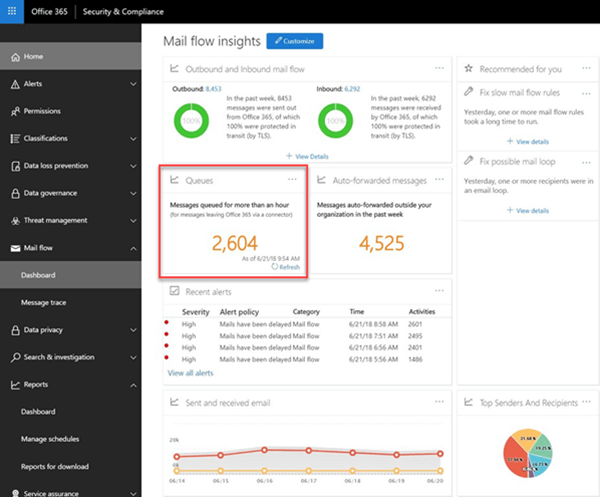 Office 365 Security & Compliance
Home
Alerts
Permissions
Classifications
Data loss prevention
Data governance
Threat management
Mail flow
Dashboard
Message trace
Data privacy
Search & investigation
Reports
Dashboard
Manage schedules
Reports for download
Service assurance
Mail flow insights
Customize
Outbound and Inbound mail flow
Outbound: 8,453
100%
In the past week, 8453
messages were sent out
from Office 365, of which
100% were protected in
transit (by TLS).
Inbound: 6,292
100%
In the past week, 6292
messages were received
by Office 365, of which
100% were protected in
transit (by TLS).
+ View Details
Queues
Messages queued for more than an hour
(for messages leaving Office 365 via a connector)
2,604
As of 6/21/18 9:54 AM
Refresh
Auto-forwarded messages
Messages auto-forwarded outside your
organization in the past week
4,525
Recent alerts
Severity Alert policy Category Time Activities
High Mails have been delayed Mail flow 6/21/18 8:58 AM 2601
High Mails have been delayed Mail flow 6/21/18 7:51 AM 2495
High Mails have been delayed Mail flow 6/21/18 6:56 AM 2401
High Mails have been delayed Mail flow 6/21/18 5:56 AM 1486
View all alerts
Sent and received email
20k
06/14 06/15 06/16 06/17 06/18 06/19 06/20
Recommended for you
Fix slow mail flow rules
Yesterday, one or more mail flow rules
took a long time to run.
+ View details
Fix possible mail loop
Yesterday, one or more recipients were in
an email loop.
+ View details
Top Senders And Recipients